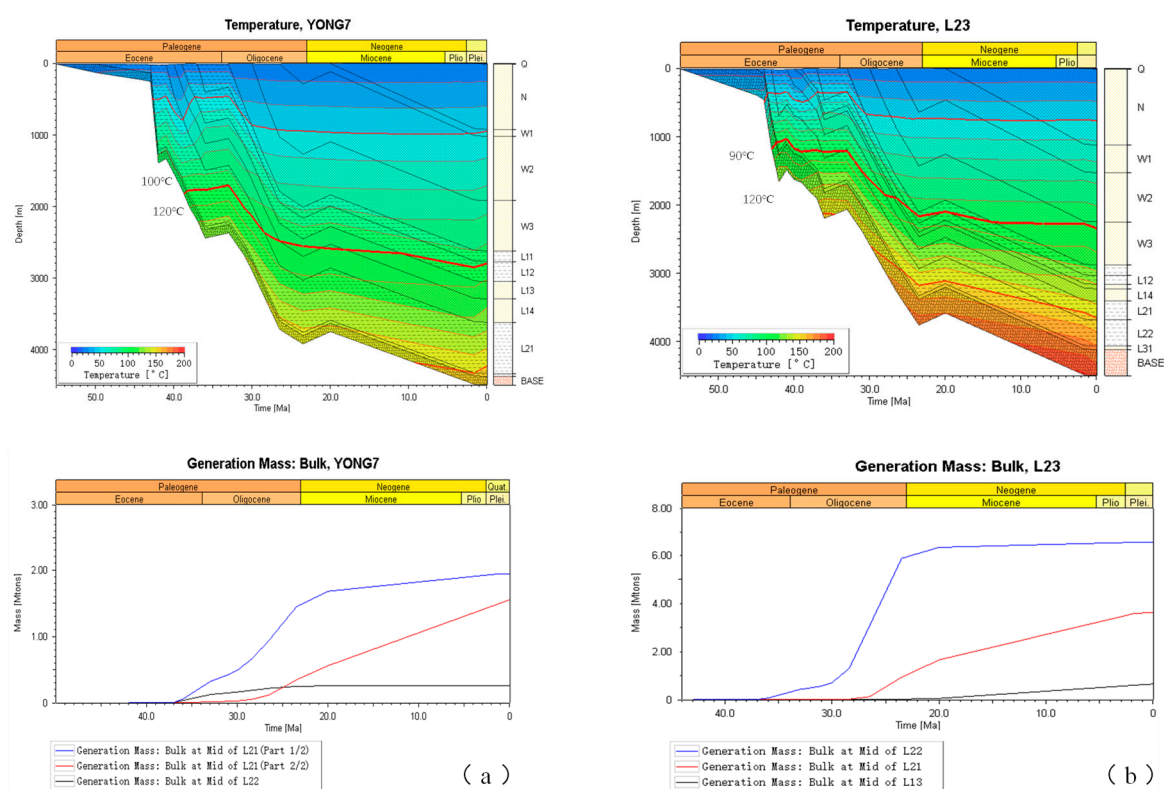 Temperature, YONG7
Paleogene Neogene
Eocene Oligocene Miocene Plio Plei.
0
1000
2000
3000
4000
Depth [m]
100°C
120°C
Q
N
W1
W2
W3
L11
L12
L13
L14
L21
BASE
0 50 100 150 200
Temperature [°C]
50.0 40.0 30.0 20.0 10.0 0
Time [Ma]
Temperature, L23
Paleogene Neogene
Eocene Oligocene Miocene Plio
0
1000
2000
3000
4000
Depth [m]
90°C
120°C
Q
N
W1
W2
W3
L12
L14
L21
L22
L31
BASE
0 50 100 150 200
Temperature [°C]
50.0 40.0 30.0 20.0 10.0 0
Time [Ma]
Generation Mass: Bulk, YONG7
Paleogene Neogene Quat.
Eocene Oligocene Miocene Plio Plei.
3.00
2.00
1.00
0
Mass [Mtons]
40.0 30.0 20.0 10.0 0
Time [Ma]
Generation Mass: Bulk at Mid of L21(Part 1/2)
Generation Mass: Bulk at Mid of L21(Part 2/2)
Generation Mass: Bulk at Mid of L22
(a)
Generation Mass: Bulk, L23
Paleogene Neogene
Eocene Oligocene Miocene Plio Plei.
8.00
6.00
4.00
2.00
0
Mass [Mtons]
40.0 30.0 20.0 10.0 0
Time [Ma]
Generation Mass: Bulk at Mid of L22
Generation Mass: Bulk at Mid of L21
Generation Mass: Bulk at Mid of L13
(b)